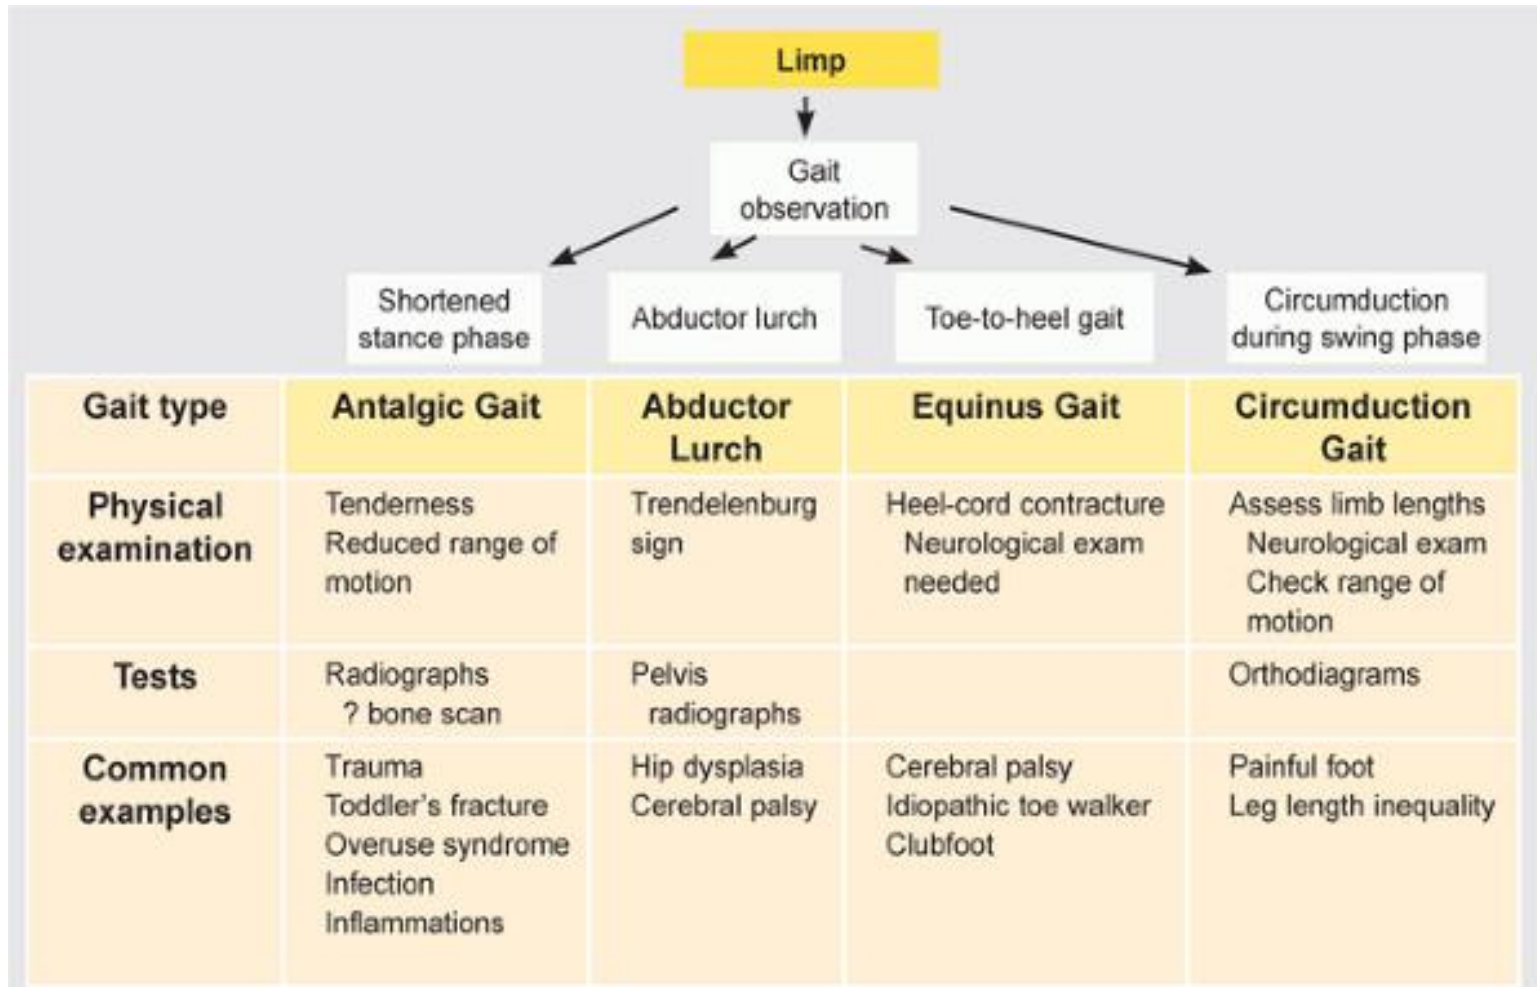 Limp
Gait
observation
Shortened
stance phase
Abductor lurch
Toe-to-heel gait
Circumduction
during swing phase
Gait type
Antalgic Gait
Abductor
Lurch
Equinus Gait
Circumduction
Gait
Physical
examination
Tenderness
Reduced range of
motion
Trendelenburg
sign
Heel-cord contracture
Neurological exam
needed
Assess limb lengths
Neurological exam
Check range of
motion
Tests
Radiographs
? bone scan
Pelvis
radiographs
Orthodiagrams
Common
examples
Trauma
Toddler's fracture
Overuse syndrome
Infection
Inflammations
Hip dysplasia
Cerebral palsy
Cerebral palsy
Idiopathic toe walker
Clubfoot
Painful foot
Leg length inequality